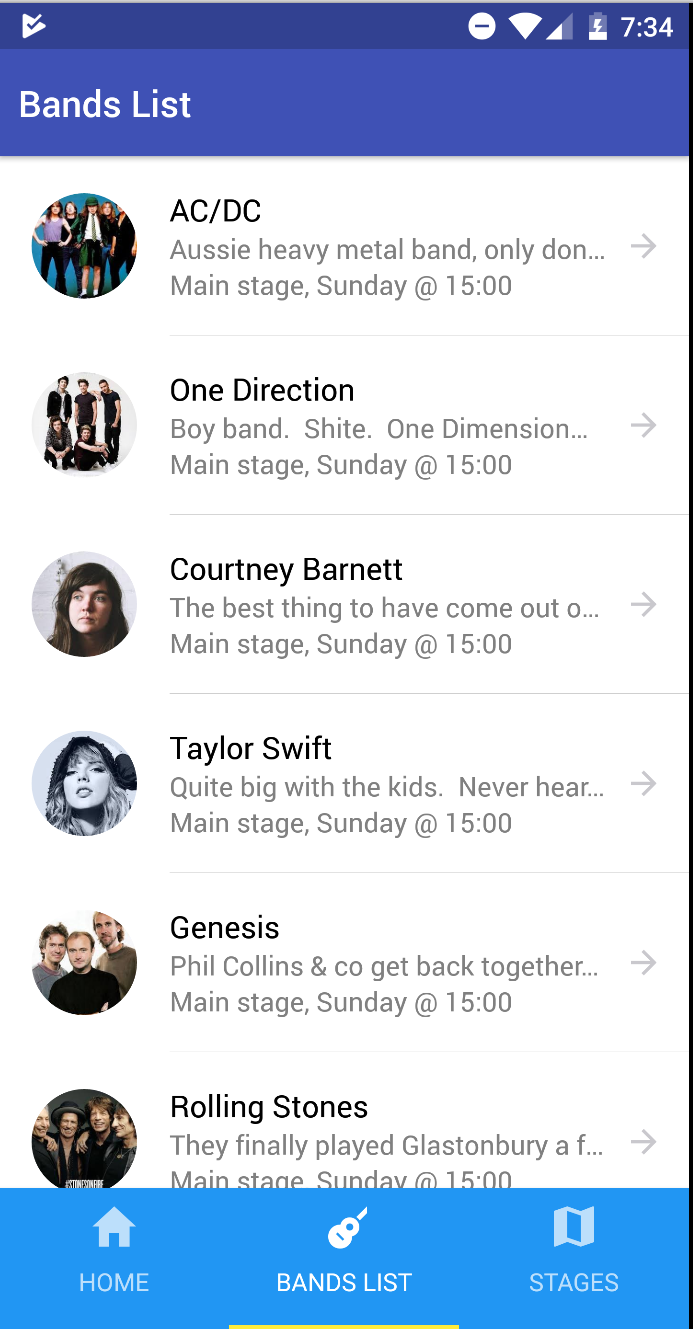 7:34
Bands List
AC/DC
Aussie heavy metal band, only don...
Main stage, Sunday @ 15:00
One Direction
Boy band.  Shite.  One Dimension...
Main stage, Sunday @ 15:00
Courtney Barnett
The best thing to have come out o...
Main stage, Sunday @ 15:00
Taylor Swift
Quite big with the kids.  Never hear...
Main stage, Sunday @ 15:00
Genesis
Phil Collins & co get back together...
Main stage, Sunday @ 15:00
Rolling Stones
They finally played Glastonbury a f...
#STONESONFIRE
Main stage, Sunday @ 15:00
HOME
BANDS LIST
STAGES